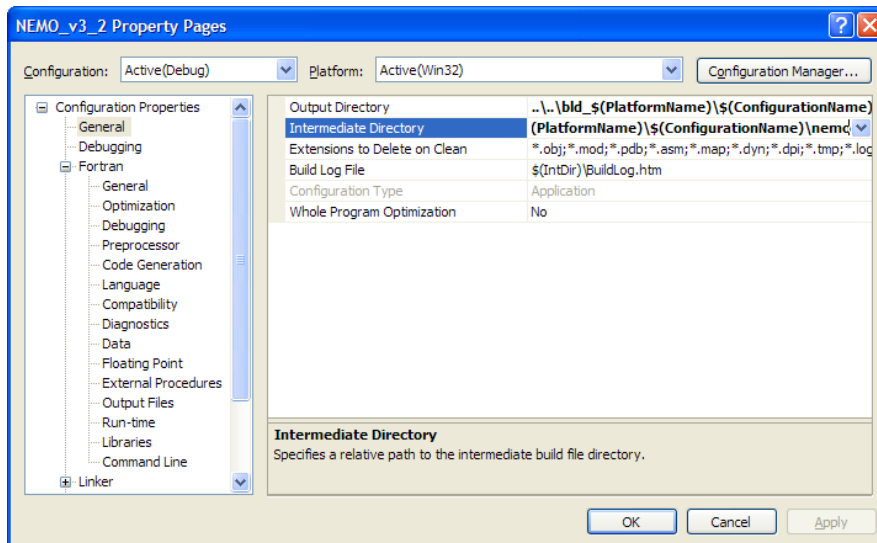 NEMO_v3_2 Property Pages
Configuration: Active(Debug) Platform: Active(Win32) Configuration Manager...
Configuration Properties
General
Debugging
Fortran
General
Optimization
Debugging
Preprocessor
Code Generation
Language
Compatibility
Diagnostics
Data
Floating Point
External Procedures
Output Files
Run-time
Libraries
Command Line
Linker
Output Directory ..\..\bld_$(PlatformName)\$(ConfigurationName)
Intermediate Directory (PlatformName)\$(ConfigurationName)\nemo
Extensions to Delete on Clean *.obj;*.mod;*.pdb;*.asm;*.map;*.dyn;*.dpi;*.tmp;*.log
Build Log File $(IntDir)\BuildLog.htm
Configuration Type Application
Whole Program Optimization No
Intermediate Directory
Specifies a relative path to the intermediate build file directory.
OK Cancel Apply